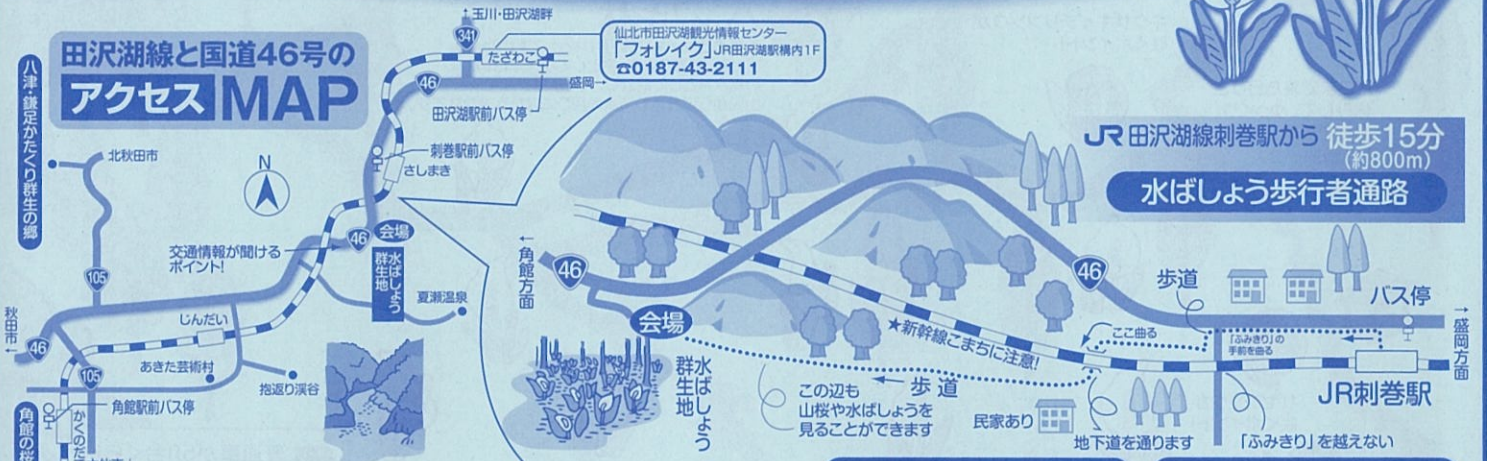 田沢湖線と国道46号の
アクセスMAP
八津・鎌足かたくり群生の郷
北秋田市
N
↑玉川・田沢湖畔
341
たざわこ
46
盛岡→
田沢湖駅前バス停
仙北市田沢湖観光情報センター
「フォレイク」JR田沢湖駅構内1F
☎0187-43-2111
刺巻駅前バス停
さしまき
46
会場
水ばしょう
群生地
交通情報が聞ける
ポイント!
夏瀬温泉
105
じんだい
秋田市
↓
46
105
あきた芸術村
抱返り渓谷
角館駅前バス停
かくのだて
角館の桜
JR田沢湖線刺巻駅から 徒歩15分
(約800m)
水ばしょう歩行者通路
←角館方面
46
会場
水ばしょう
群生地
46
歩道
バス停
→盛岡方面
ここ曲る
「ふみきり」の
手前を曲る
←
★新幹線こまちに注意!
← 歩道
この辺も
山桜や水ばしょうを
見ることができます
民家あり
地下道を通ります
「ふみきり」を越えない
JR刺巻駅